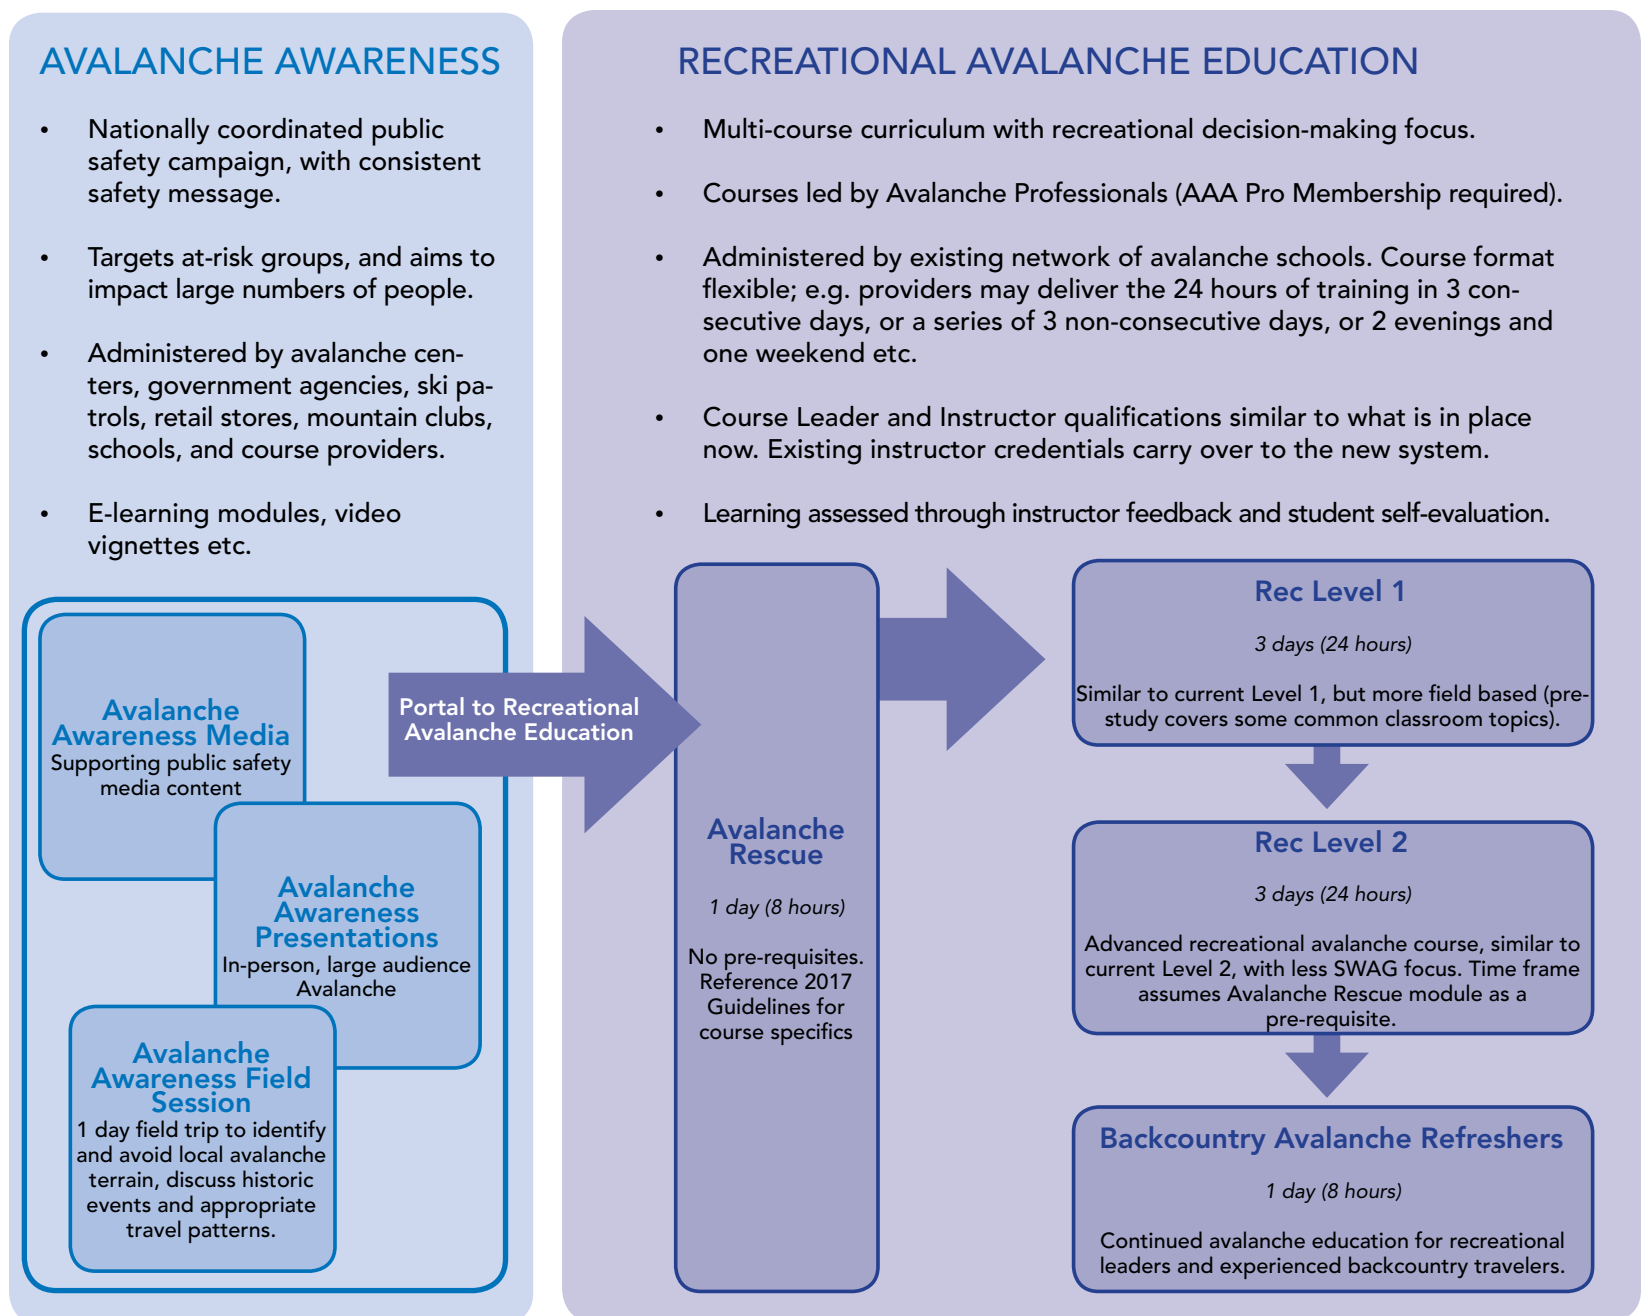 AVALANCHE AWARENESS
• Nationally coordinated public
safety campaign, with consistent
safety message.
• Targets at-risk groups, and aims to
impact large numbers of people.
• Administered by avalanche cen-
ters, government agencies, ski pa-
trols, retail stores, mountain clubs,
schools, and course providers.
• E-learning modules, video
vignettes etc.
Avalanche
Awareness Media
Supporting public safety
media content
Avalanche
Awareness
Presentations
In-person, large audience
Avalanche
Avalanche
Awareness Field
Session
1 day field trip to identify
and avoid local avalanche
terrain, discuss historic
events and appropriate
travel patterns.
Portal to Recreational
Avalanche Education
RECREATIONAL AVALANCHE EDUCATION
• Multi-course curriculum with recreational decision-making focus.
• Courses led by Avalanche Professionals (AAA Pro Membership required).
• Administered by existing network of avalanche schools. Course format
flexible; e.g. providers may deliver the 24 hours of training in 3 con-
secutive days, or a series of 3 non-consecutive days, or 2 evenings and
one weekend etc.
• Course Leader and Instructor qualifications similar to what is in place
now. Existing instructor credentials carry over to the new system.
• Learning assessed through instructor feedback and student self-evaluation.
Avalanche
Rescue
1 day (8 hours)
No pre-requisites.
Reference 2017
Guidelines for
course specifics
Rec Level 1
3 days (24 hours)
Similar to current Level 1, but more field based (pre-
study covers some common classroom topics).
Rec Level 2
3 days (24 hours)
Advanced recreational avalanche course, similar to
current Level 2, with less SWAG focus. Time frame
assumes Avalanche Rescue module as a
pre-requisite.
Backcountry Avalanche Refreshers
1 day (8 hours)
Continued avalanche education for recreational
leaders and experienced backcountry travelers.